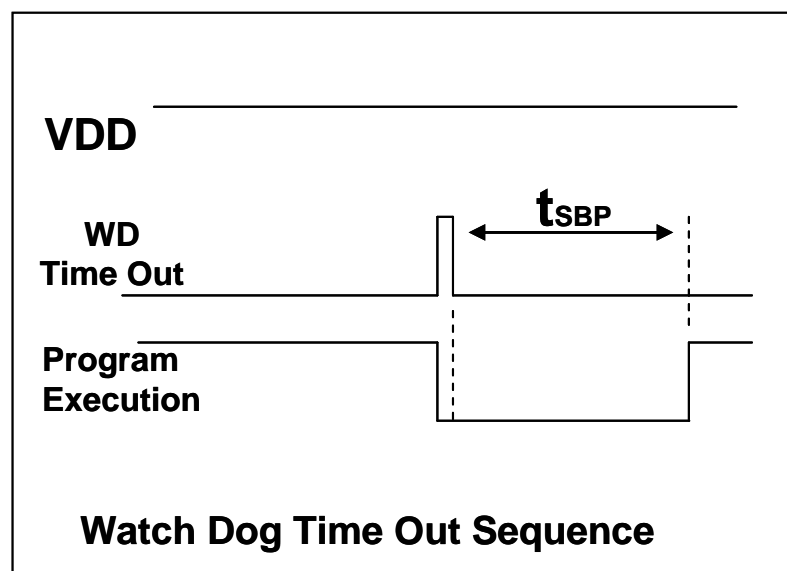 VDD
tSBP
WD
Time Out
Program
Execution
Watch Dog Time Out Sequence